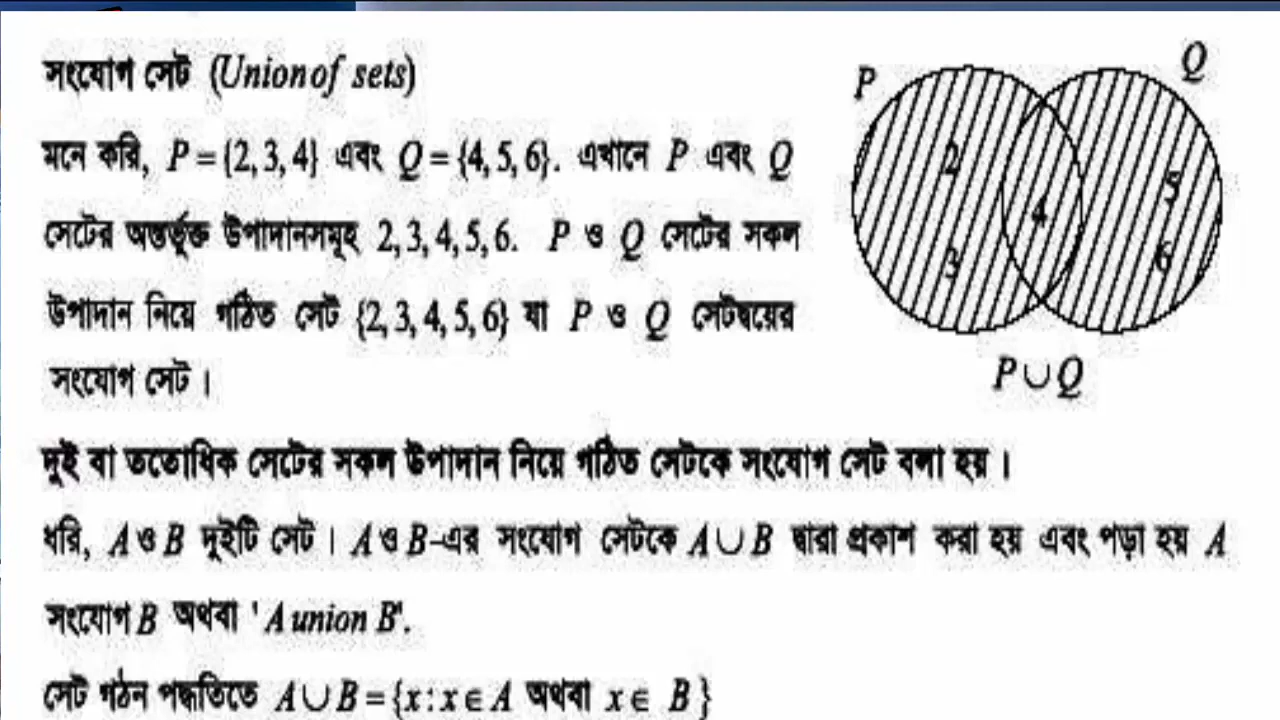 সংযোগ সেট (Union of sets)
মনে করি, P = {2, 3, 4} এবং Q = {4, 5, 6}. এখানে P এবং Q
সেটের অন্তর্ভুক্ত উপাদানসমূহ 2, 3, 4, 5, 6. P ও Q সেটের সকল
উপাদান নিয়ে গঠিত সেট {2, 3, 4, 5, 6} যা P ও Q সেটদ্বয়ের
সংযোগ সেট।
P
Q
2
5
4
3
6
P∪Q
দুই বা ততোধিক সেটের সকল উপাদান নিয়ে গঠিত সেটকে সংযোগ সেট বলা হয়।
ধরি, A ও B দুইটি সেট। A ও B-এর সংযোগ সেটকে A∪B দ্বারা প্রকাশ করা হয় এবং পড়া হয় A
সংযোগ B অথবা 'A union B'.
সেট গঠন পদ্ধতিতে A∪B = {x : x ∈ A অথবা x ∈ B}